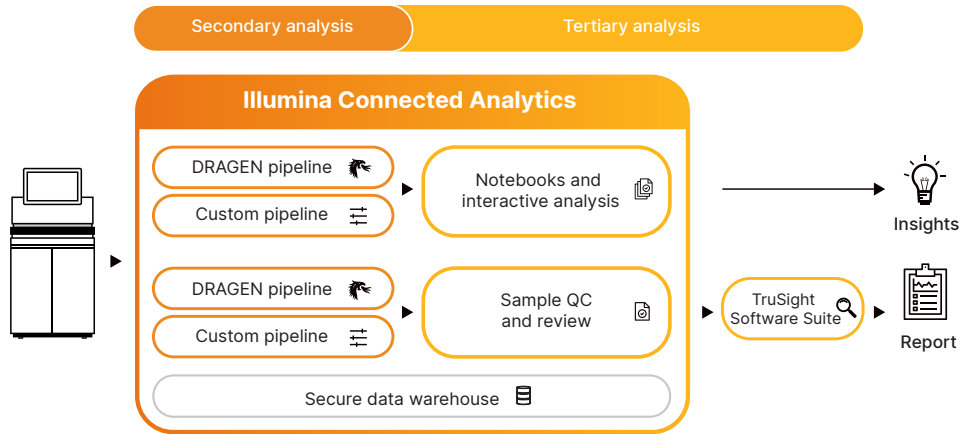 Secondary analysis
Tertiary analysis
Illumina Connected Analytics
DRAGEN pipeline
Custom pipeline
Notebooks and
interactive analysis
Insights
DRAGEN pipeline
Custom pipeline
Sample QC
and review
TruSight
Software Suite
Report
Secure data warehouse